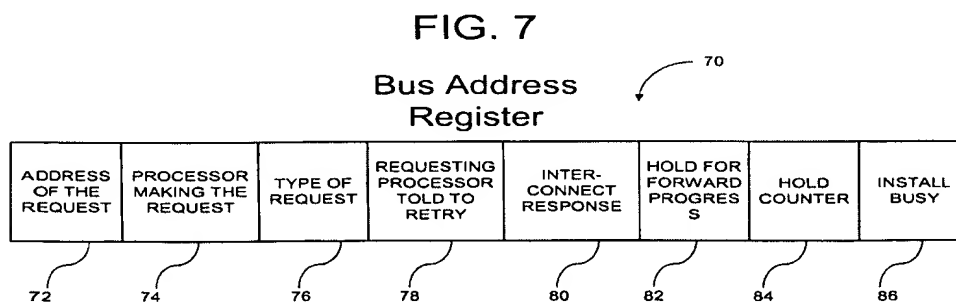 FIG. 7
70
Bus Address
Register
ADDRESS
OF THE
REQUEST
PROCESSOR
MAKING THE
REQUEST
TYPE OF
REQUEST
REQUESTING
PROCESSOR
TOLD TO
RETRY
INTER-
CONNECT
RESPONSE
HOLD FOR
FORWARD
PROGRES
S
HOLD
COUNTER
INSTALL
BUSY
72
74
76
78
80
82
84
86